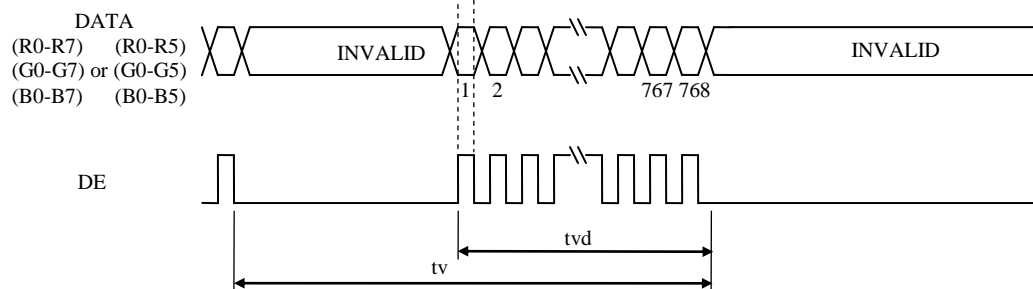 DATA
(R0-R7) (R0-R5)
(G0-G7) or (G0-G5)
(B0-B7) (B0-B5)
INVALID INVALID
1 2 767 768
DE
tvd
tv